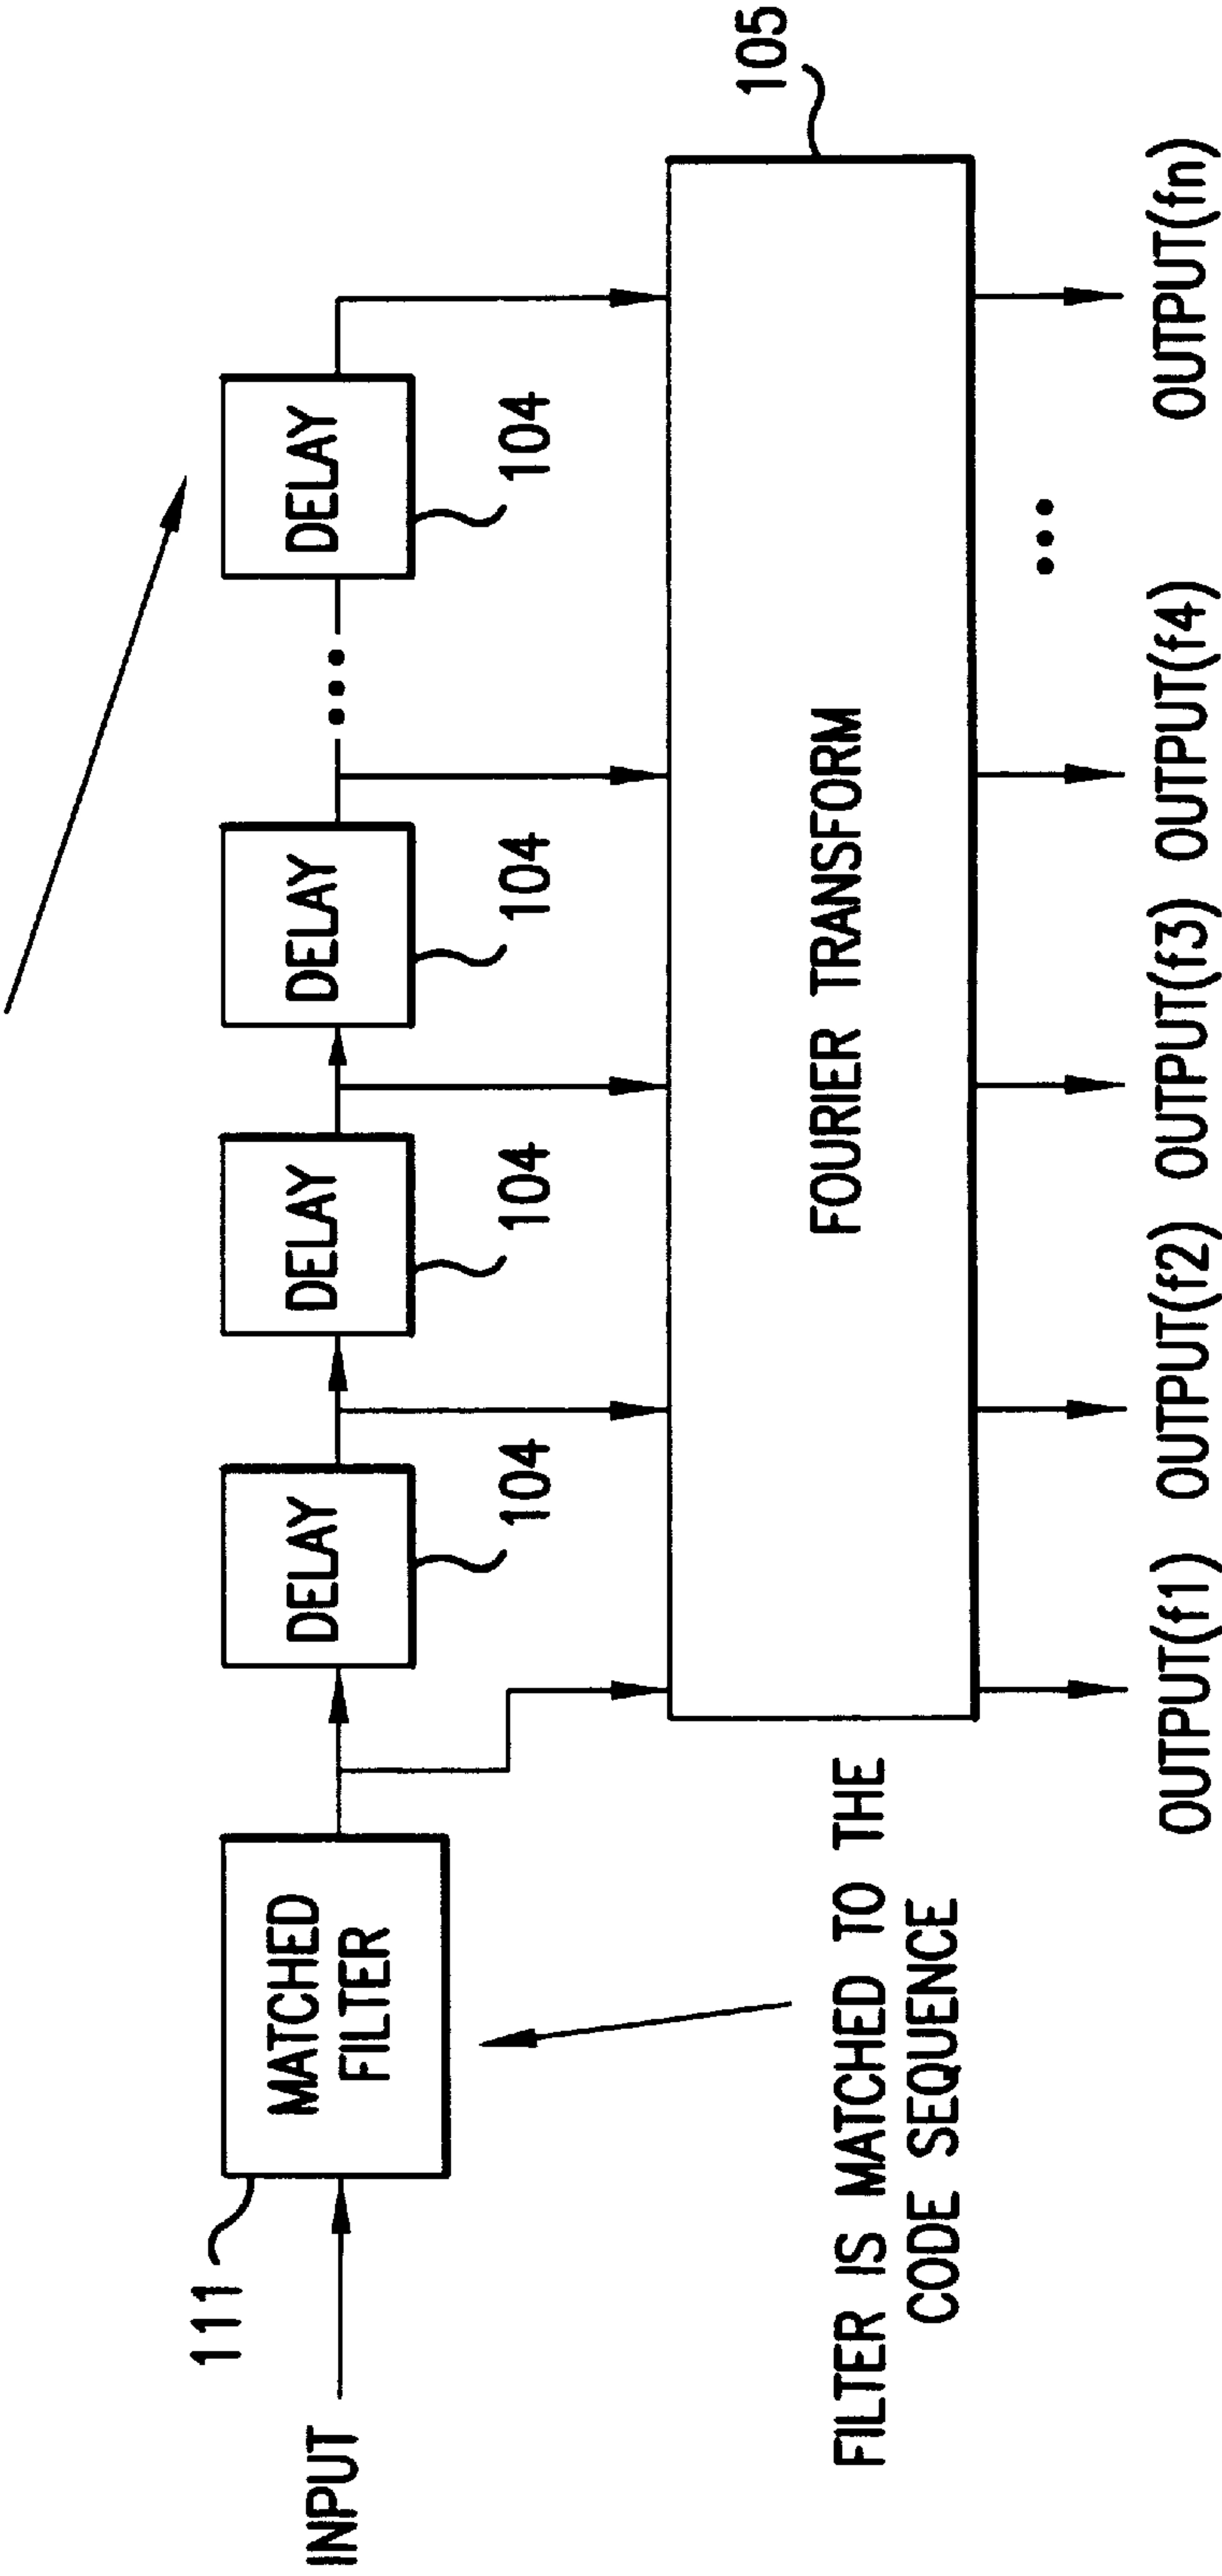 INPUT
111
MATCHED
FILTER
DELAY
104
DELAY
104
DELAY
104
DELAY
104
FOURIER TRANSFORM
105
FILTER IS MATCHED TO THE
CODE SEQUENCE
OUTPUT(f1) OUTPUT(f2) OUTPUT(f3) OUTPUT(f4) OUTPUT(fn)